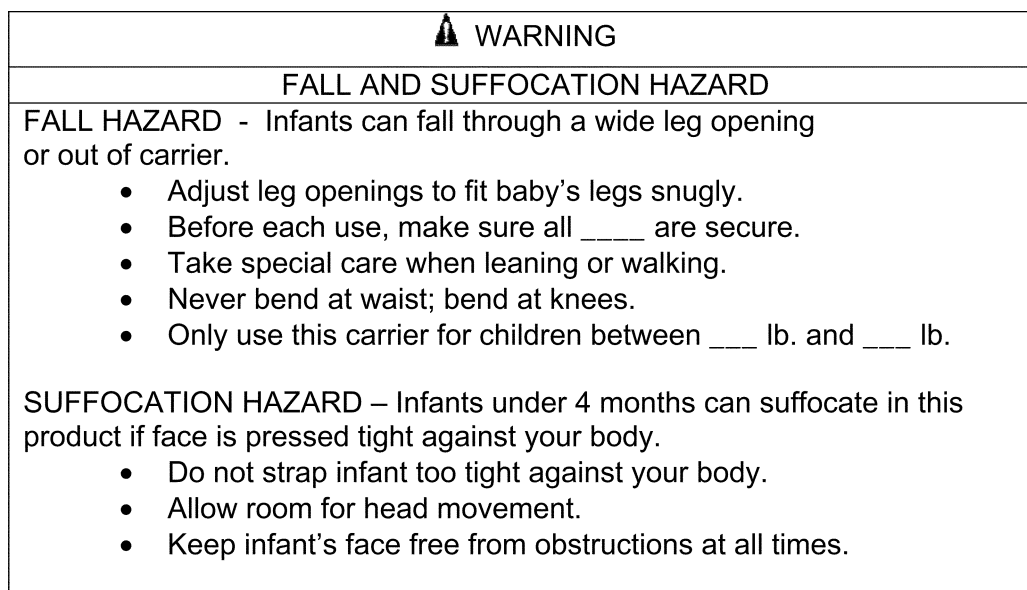 WARNING
FALL AND SUFFOCATION HAZARD
FALL HAZARD - Infants can fall through a wide leg opening
or out of carrier.
• Adjust leg openings to fit baby’s legs snugly.
• Before each use, make sure all ____ are secure.
• Take special care when leaning or walking.
• Never bend at waist; bend at knees.
• Only use this carrier for children between ___ lb. and ___ lb.
SUFFOCATION HAZARD – Infants under 4 months can suffocate in this
product if face is pressed tight against your body.
• Do not strap infant too tight against your body.
• Allow room for head movement.
• Keep infant’s face free from obstructions at all times.